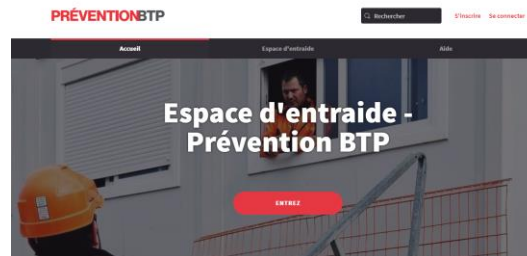 PRÉVENTIONBTP
Rechercher
S'inscrire Se connecter
Accueil Espace d'entraide Aide
Espace d'entraide -
Prévention BTP
ENTREZ